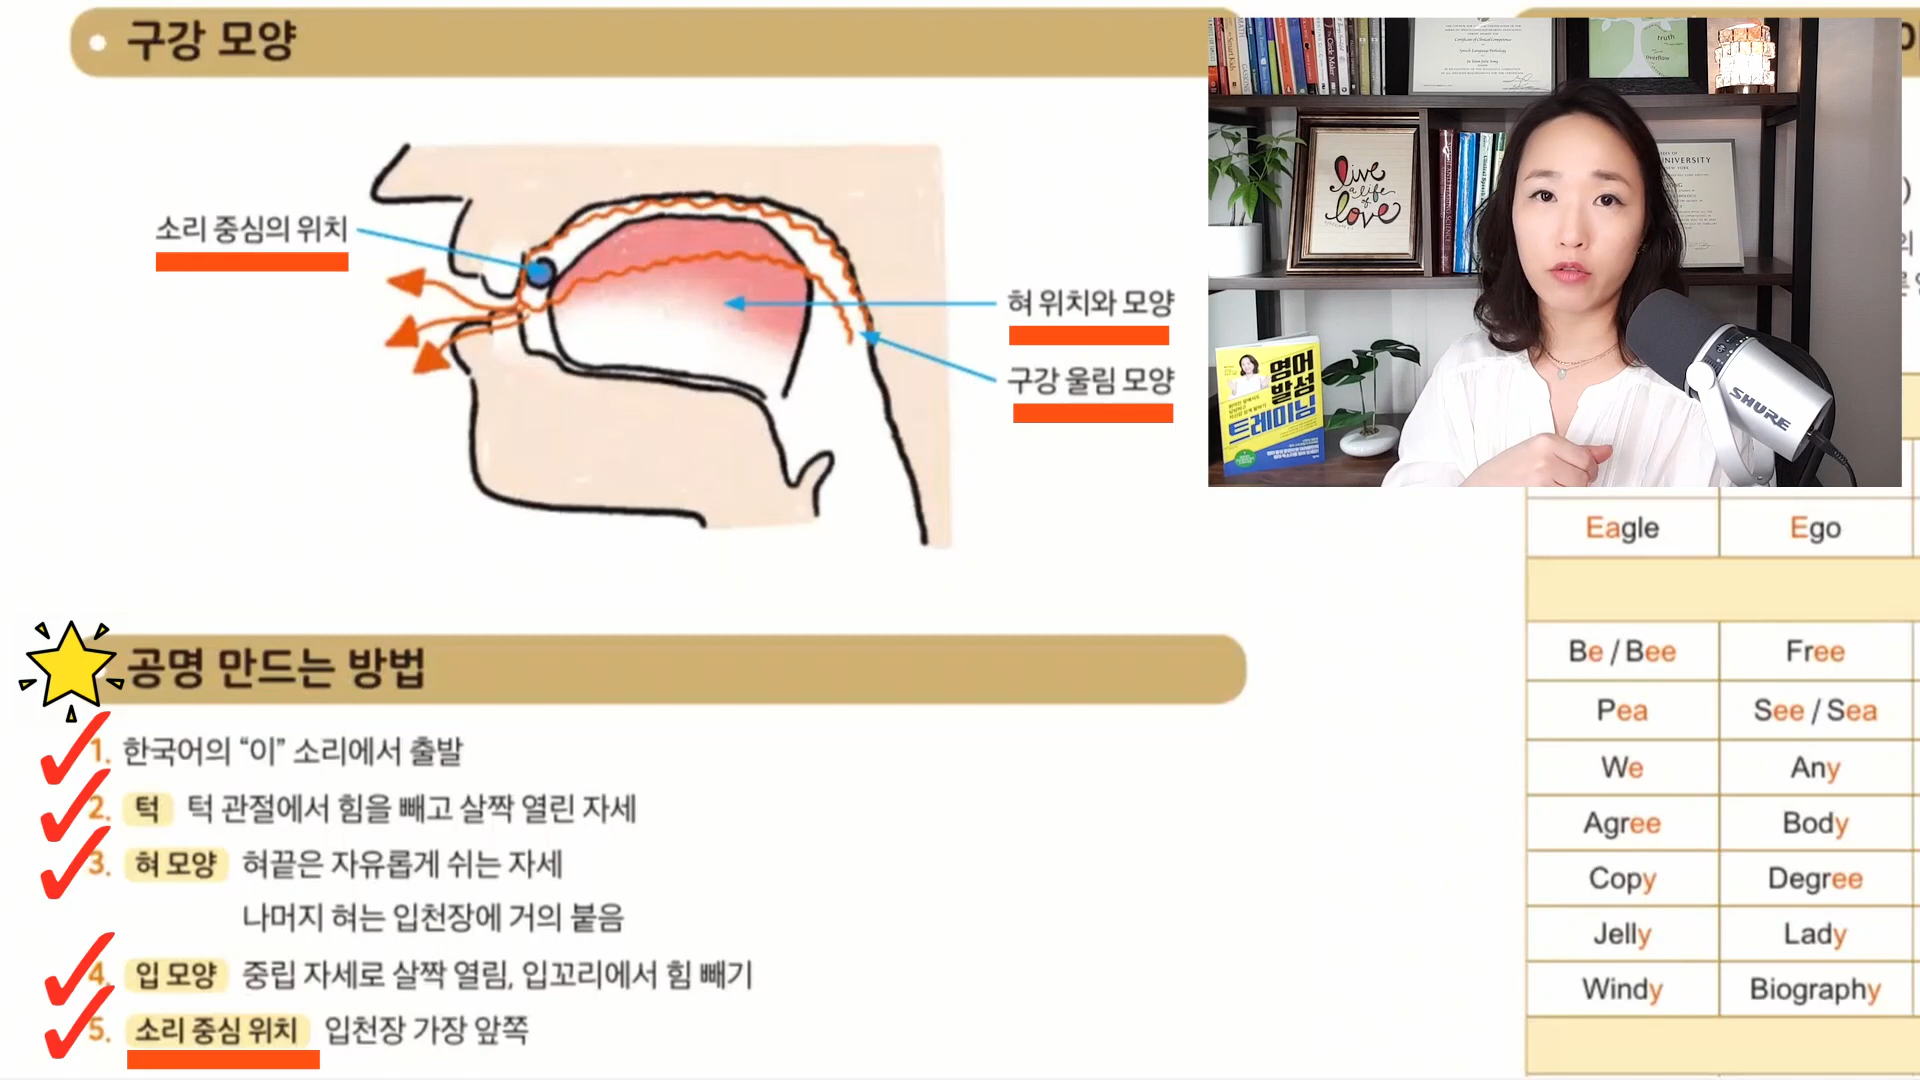 구강 모양
소리 중심의 위치
혀 위치와 모양
구강 울림 모양
공명 만드는 방법
1. 한국어의 “이” 소리에서 출발
2. 턱 턱 관절에서 힘을 빼고 살짝 열린 자세
3. 혀 모양 혀끝은 자유롭게 쉬는 자세
나머지 혀는 입천장에 거의 붙음
4. 입 모양 중립 자세로 살짝 열림, 입꼬리에서 힘 빼기
5. 소리 중심 위치 입천장 가장 앞쪽
live
a life
of
love
truth
overflow
UNIVERSITY
영어
발성
트레이닝
SHURE
Eagle Ego
Be / Bee Free
Pea See / Sea
We Any
Agree Body
Copy Degree
Jelly Lady
Windy Biography